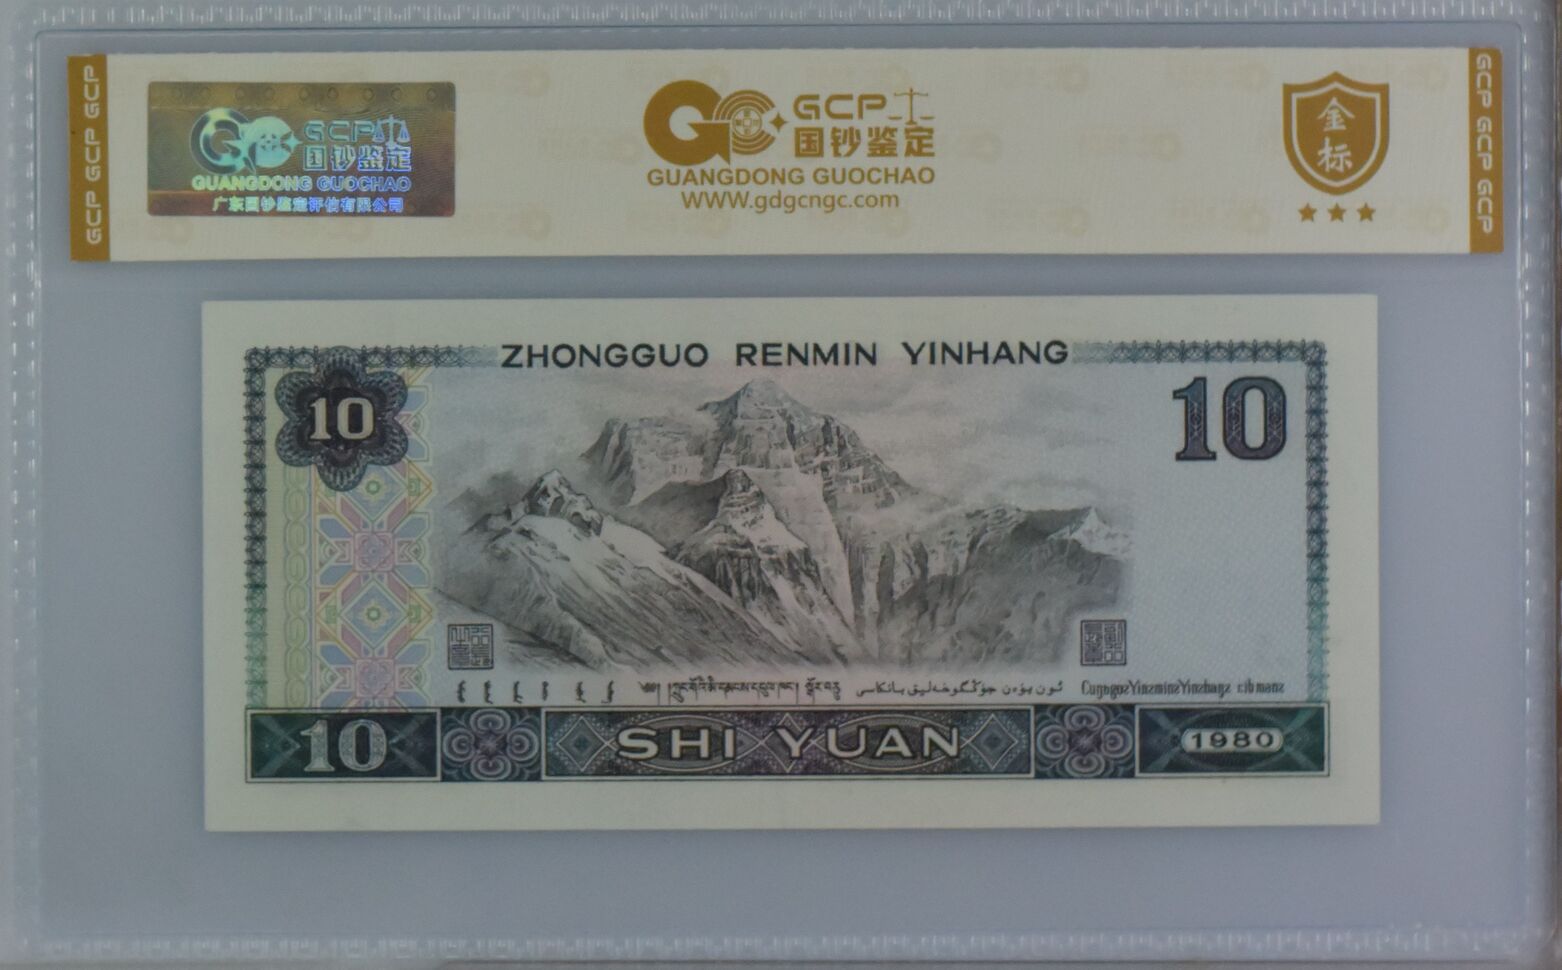 GCP GCP GCP
GCP
国钞鉴定
GUANGDONG GUOCHAO
广东国钞鉴定评估有限公司
GCP
国钞鉴定
GUANGDONG GUOCHAO
www.gdgcngc.com
金标
GCP GCP GCP
ZHONGGUO RENMIN YINHANG
10
10
Cunggoz Yinzminz Yinzhangz
10
SHI YUAN
1980